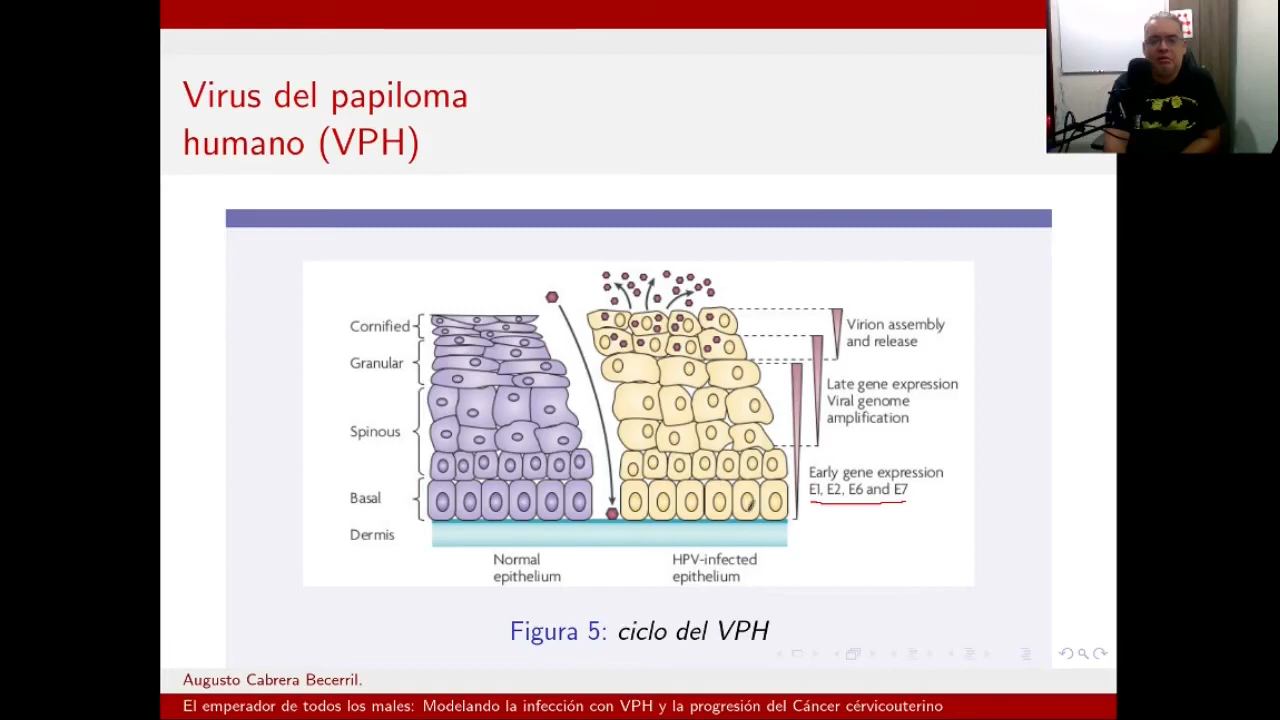 Virus del papiloma
humano (VPH)
Cornified
Granular
Spinous
Basal
Dermis
Normal
epithelium
HPV-infected
epithelium
Virion assembly
and release
Late gene expression
Viral genome
amplification
Early gene expression
E1, E2, E6 and E7
Figura 5: ciclo del VPH
Augusto Cabrera Becerril.
El emperador de todos los males: Modelando la infección con VPH y la progresión del Cáncer cérvicouterino